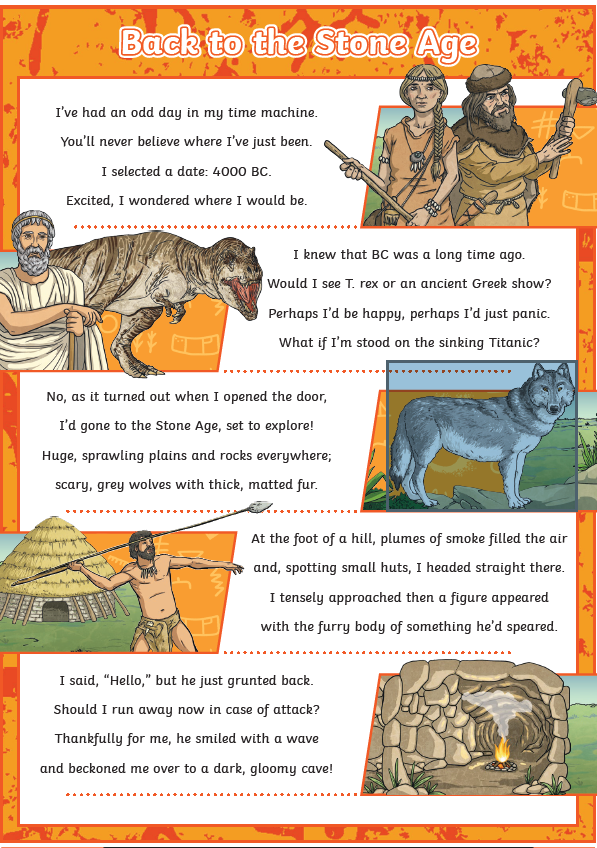 Back to the Stone Age
I've had an odd day in my time machine.
You'll never believe where I've just been.
I selected a date: 4000 BC.
Excited, I wondered where I would be.
I knew that BC was a long time ago.
Would I see T. rex or an ancient Greek show?
Perhaps I'd be happy, perhaps I'd just panic.
What if I'm stood on the sinking Titanic?
No, as it turned out when I opened the door,
I'd gone to the Stone Age, set to explore!
Huge, sprawling plains and rocks everywhere;
scary, grey wolves with thick, matted fur.
At the foot of a hill, plumes of smoke filled the air
and, spotting small huts, I headed straight there.
I tensely approached then a figure appeared
with the furry body of something he'd speared.
I said, “Hello,” but he just grunted back.
Should I run away now in case of attack?
Thankfully for me, he smiled with a wave
and beckoned me over to a dark, gloomy cave!